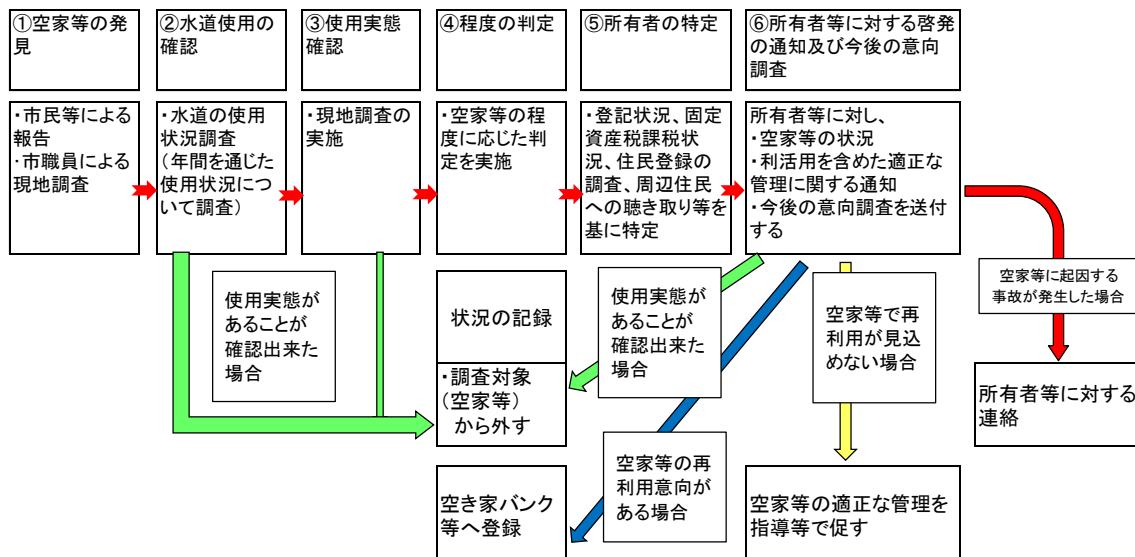 ①空家等の発
見
②水道使用の
確認
③使用実態
確認
④程度の判定
⑤所有者の特定
⑥所有者等に対する啓発
の通知及び今後の意向
調査
・市民等による
報告
・市職員による
現地調査
・水道の使用
状況調査
(年間を通じた
使用状況につ
いて調査)
・現地調査の
実施
・空家等の程
度に応じた判
定を実施
・登記状況、固定
資産税課税状
況、住民登録の
調査、周辺住民
への聴き取り等を
基に特定
所有者等に対し、
・空家等の状況
・利活用を含めた適正な
管理に関する通知
・今後の意向調査を送付
する
使用実態が
あることが
確認出来た
場合
状況の記録
・調査対象
(空家等)
から外す
使用実態が
あることが
確認出来た
場合
空家等で再
利用が見込
めない場合
空家等に起因する
事故が発生した場合
所有者等に対する
連絡
空き家バンク
等へ登録
空家等の再
利用意向が
ある場合
空家等の適正な管理を
指導等で促す